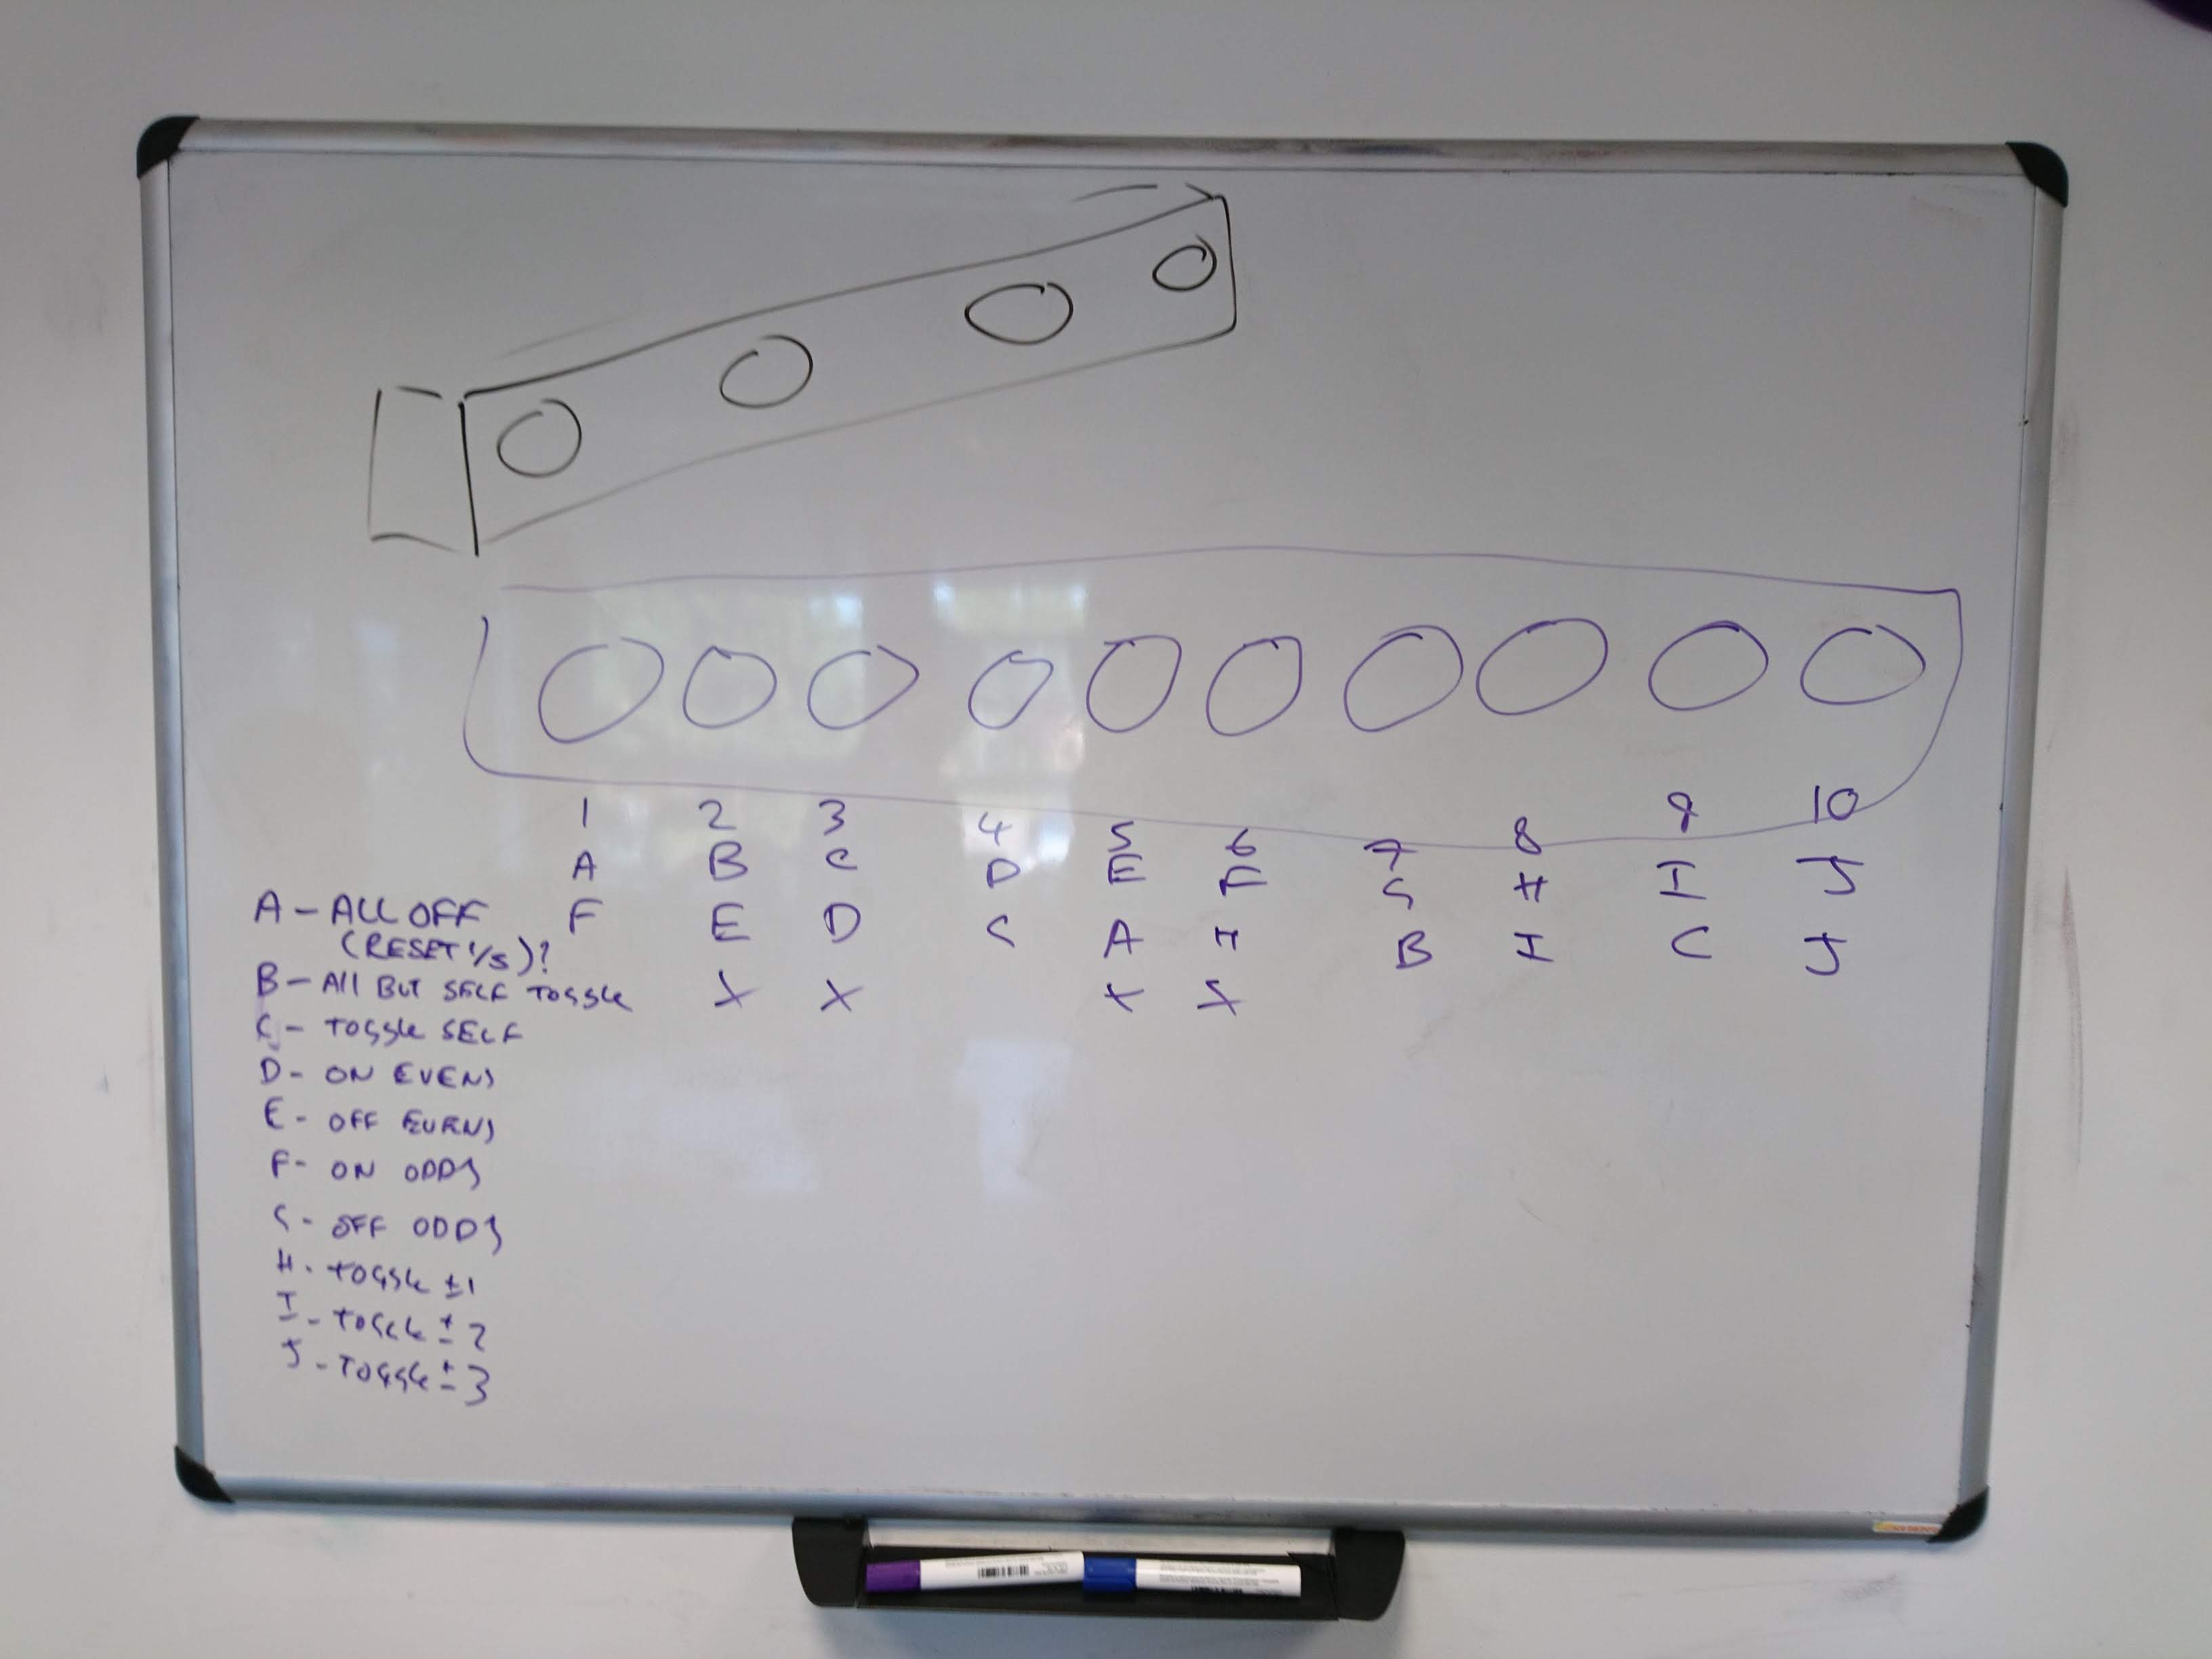 1 2 3 4 5 6 7 8 9 10
A B C D E F G H I J
F E D C A H B I C J
X X X X
A - ALL OFF
(RESET 1/S)?
B - All BUT SELF TOGGLE
C - TOGGLE SELF
D - ON EVENS
E - OFF EVENS
F - ON ODDS
G - OFF ODDS
H - TOGGLE ±1
I - TOGGLE ± 2
J - TOGGLE ± 3